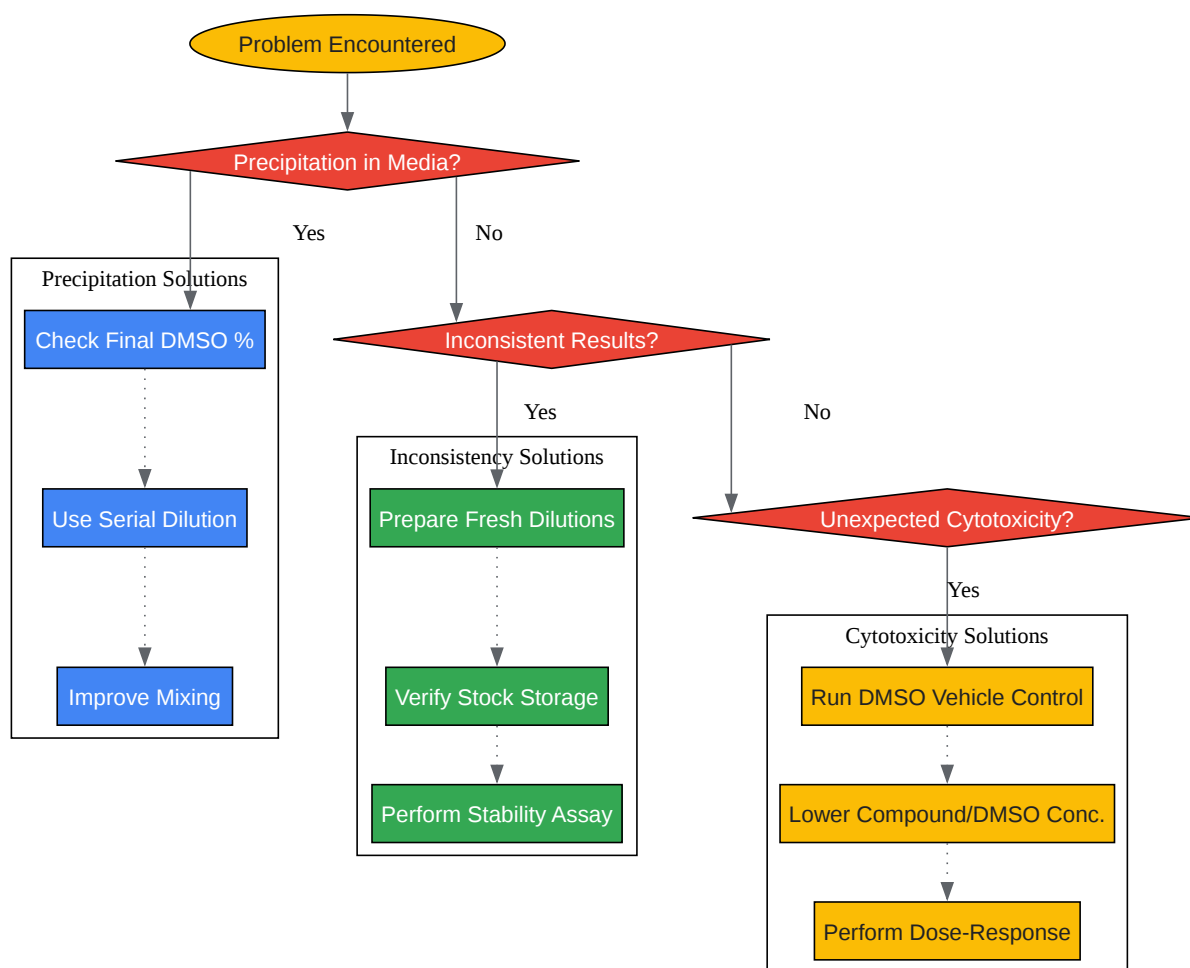 Problem Encountered
Precipitation in Media?
Yes
No
Precipitation Solutions
Check Final DMSO %
Use Serial Dilution
Improve Mixing
Inconsistent Results?
Yes
No
Inconsistency Solutions
Prepare Fresh Dilutions
Verify Stock Storage
Perform Stability Assay
Unexpected Cytotoxicity?
Yes
Cytotoxicity Solutions
Run DMSO Vehicle Control
Lower Compound/DMSO Conc.
Perform Dose-Response